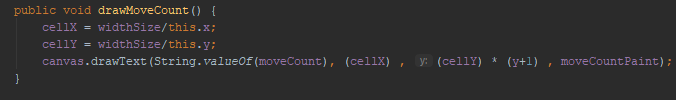 public void drawMoveCount() {
cellX = widthSize/this.x;
cellY = widthSize/this.y;
canvas.drawText(String.valueOf(moveCount), (cellX) , y: (cellY) * (y+1) , moveCountPaint);
}